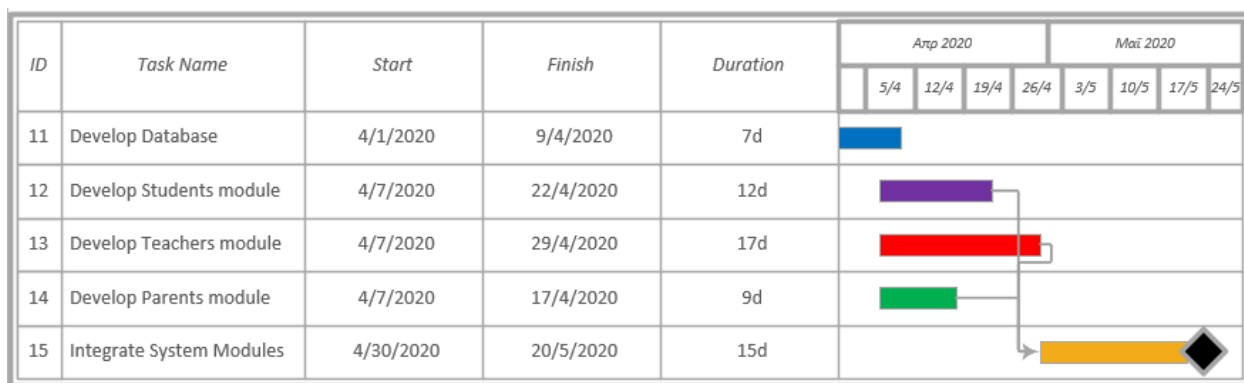 ID Task Name Start Finish Duration Απρ 2020 Μαϊ 2020
5/4 12/4 19/4 26/4 3/5 10/5 17/5 24/5
11 Develop Database 4/1/2020 9/4/2020 7d
12 Develop Students module 4/7/2020 22/4/2020 12d
13 Develop Teachers module 4/7/2020 29/4/2020 17d
14 Develop Parents module 4/7/2020 17/4/2020 9d
15 Integrate System Modules 4/30/2020 20/5/2020 15d